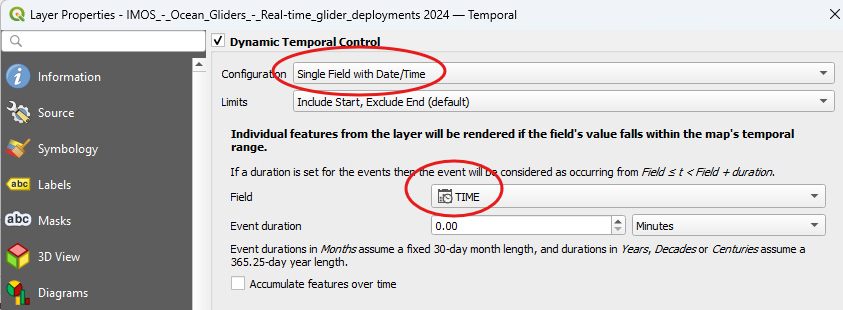 Layer Properties - IMOS_-_Ocean_Gliders_-_Real-time_glider_deployments 2024 — Temporal
Dynamic Temporal Control
Information
Source
Symbology
abc Labels
abc Masks
3D View
Diagrams
Configuration Single Field with Date/Time
Limits Include Start, Exclude End (default)
Individual features from the layer will be rendered if the field's value falls within the map's temporal
range.
If a duration is set for the events then the event will be considered as occurring from Field ≤ t < Field + duration.
Field TIME
Event duration 0.00 Minutes
Event durations in Months assume a fixed 30-day month length, and durations in Years, Decades or Centuries assume a
365.25-day year length.
Accumulate features over time